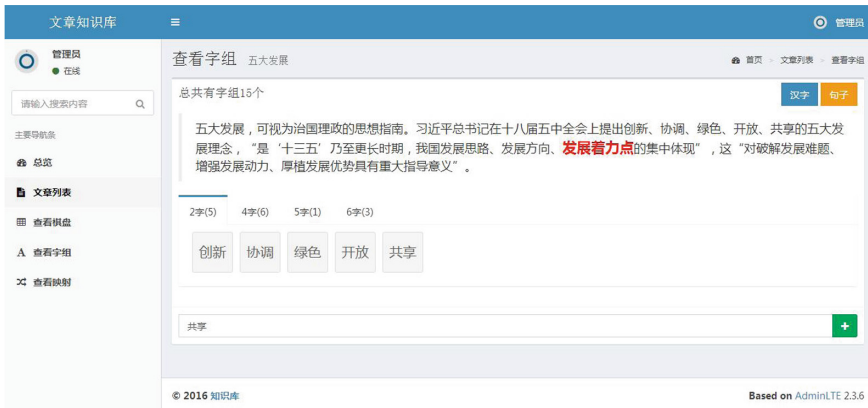 文章知识库
管理员
管理员
在线
请输入搜索内容
主要导航条
总览
文章列表
查看棋盘
查看字组
查看映射
查看字组 五大发展
首页 > 文章列表 > 查看字组
总共有字组15个
汉字 句子
五大发展，可视为治国理政的思想指南。习近平总书记在十八届五中全会上提出创新、协调、绿色、开放、共享的五大发
展理念，“是‘十三五’乃至更长时期，我国发展思路、发展方向、发展着力点的集中体现”，这“对破解发展难题、
增强发展动力、厚植发展优势具有重大指导意义”。
2字(5) 4字(6) 5字(1) 6字(3)
创新 协调 绿色 开放 共享
共享
© 2016 知识库
Based on AdminLTE 2.3.6